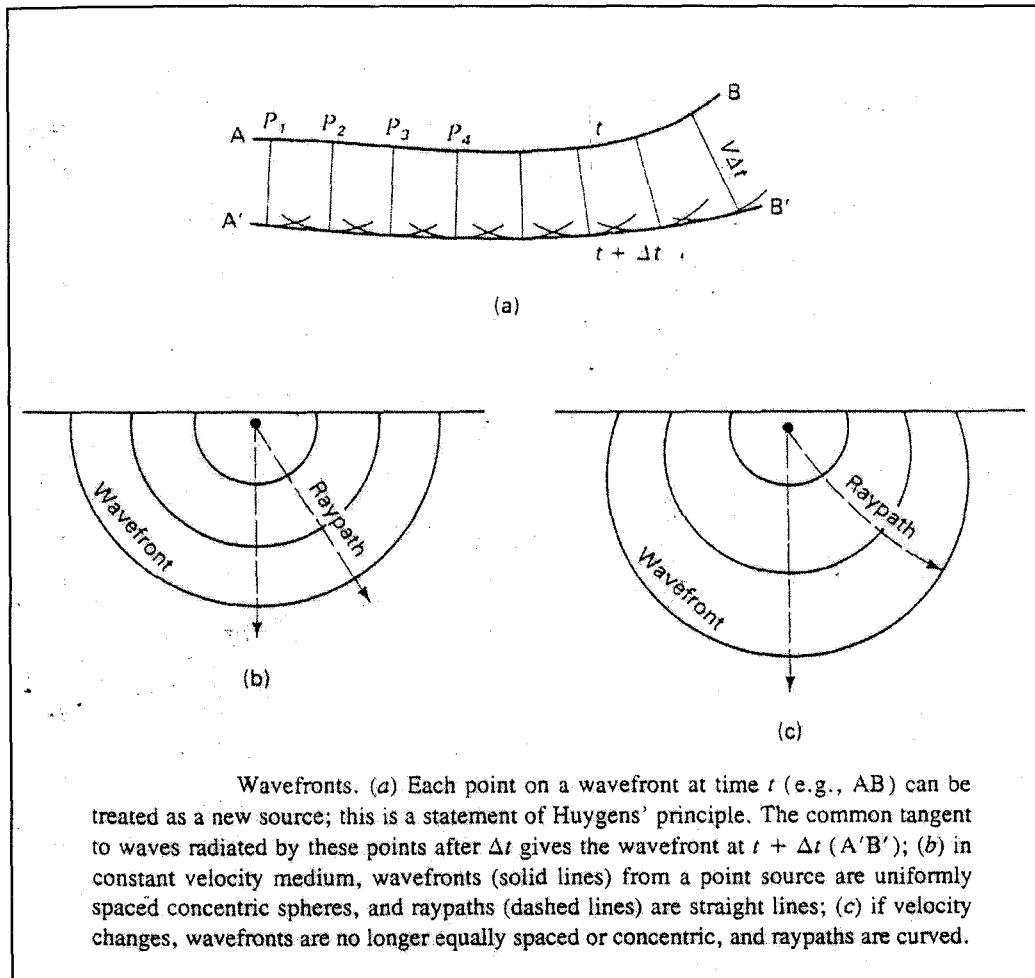 B
A P₁ P₂ P₃ P₄ t
VΔt
A' B'
t + Δt
(a)
Wavefront Raypath
Wavefront Raypath
(b)
(c)
Wavefronts. (a) Each point on a wavefront at time t (e.g., AB) can be
treated as a new source; this is a statement of Huygens' principle. The common tangent
to waves radiated by these points after Δt gives the wavefront at t + Δt (A'B'); (b) in
constant velocity medium, wavefronts (solid lines) from a point source are uniformly
spaced concentric spheres, and raypaths (dashed lines) are straight lines; (c) if velocity
changes, wavefronts are no longer equally spaced or concentric, and raypaths are curved.